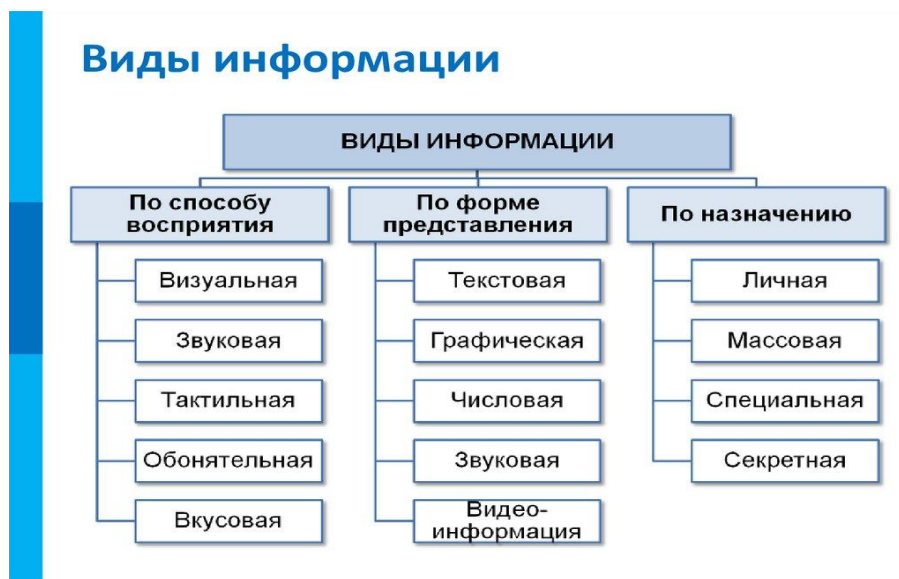 Виды информации
ВИДЫ ИНФОРМАЦИИ
По способу
восприятия
Визуальная
Звуковая
Тактильная
Обонятельная
Вкусовая
По форме
представления
Текстовая
Графическая
Числовая
Звуковая
Видео-
информация
По назначению
Личная
Массовая
Специальная
Секретная